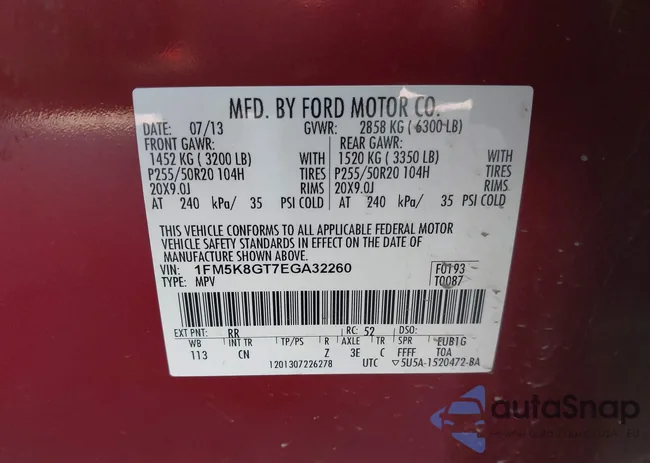 MFD. BY FORD MOTOR CO.
DATE: 07/13 GVWR: 2858 KG ( 6300 LB)
FRONT GAWR: REAR GAWR:
1452 KG ( 3200 LB) WITH 1520 KG ( 3350 LB) WITH
P255/50R20 104H TIRES P255/50R20 104H TIRES
20X9.0J RIMS 20X9.0J RIMS
AT 240 kPa/ 35 PSI COLD AT 240 kPa/ 35 PSI COLD
THIS VEHICLE CONFORMS TO ALL APPLICABLE FEDERAL MOTOR
VEHICLE SAFETY STANDARDS IN EFFECT ON THE DATE OF
MANUFACTURE SHOWN ABOVE.
VIN: 1FM5K8GT7EGA32260 F0193
TYPE: MPV T0087
EXT PNT: RR RC: 52 DSO:
WB INT TR TP/PS R AXLE TR SPR EUB1G
113 CN Z 3E C FFFF TOA
1201307226278 UTC ▽5U5A-1520472-BA
autoSnap